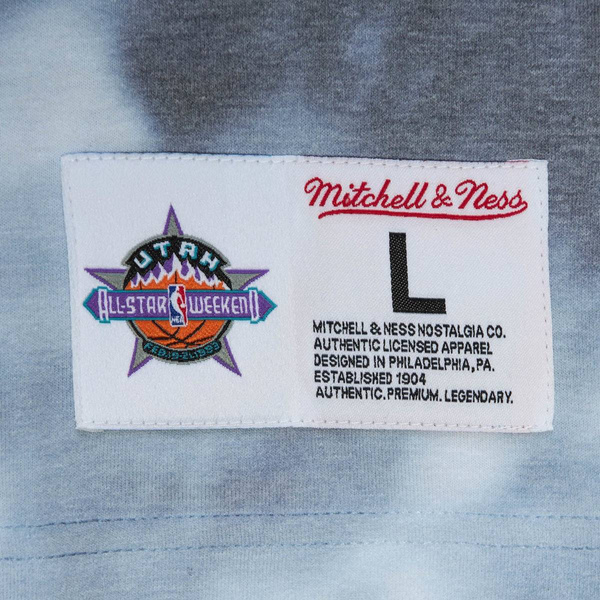 UTAH
ALL-STAR WEEKEND
NBA
FEB.19-21,1993
Mitchell & Ness
L
MITCHELL & NESS NOSTALGIA CO.
AUTHENTIC LICENSED APPAREL
DESIGNED IN PHILADELPHIA, PA.
ESTABLISHED 1904
AUTHENTIC. PREMIUM. LEGENDARY.